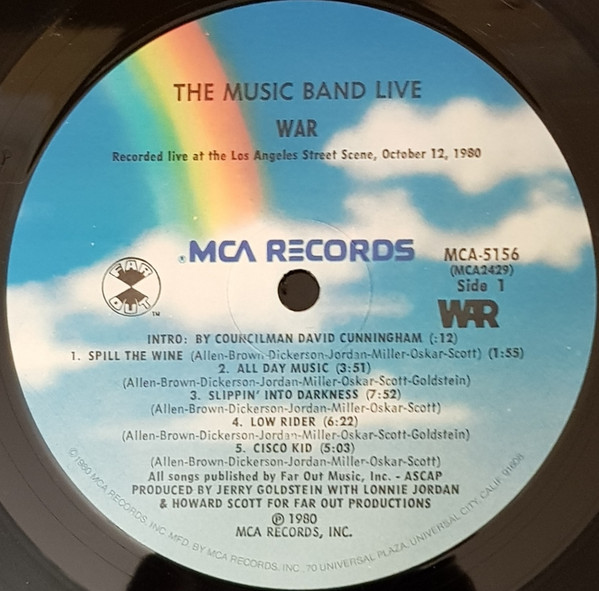 THE MUSIC BAND LIVE
WAR
Recorded live at the Los Angeles Street Scene, October 12, 1980
®MCA RECORDS
MCA-5156
(MCA2429)
Side 1
FAR OUT ™
WAR
INTRO: BY COUNCILMAN DAVID CUNNINGHAM (:12)
1. SPILL THE WINE (Allen-Brown-Dickerson-Jordan-Miller-Oskar-Scott) (1:55)
2. ALL DAY MUSIC (3:51)
(Allen-Brown-Dickerson-Jordan-Miller-Oskar-Scott-Goldstein)
3. SLIPPIN' INTO DARKNESS (7:52)
(Allen-Brown-Dickerson-Jordan-Miller-Oskar-Scott)
4. LOW RIDER (6:22)
(Allen-Brown-Dickerson-Jordan-Miller-Oskar-Scott-Goldstein)
5. CISCO KID (5:03)
(Allen-Brown-Dickerson-Jordan-Miller-Oskar-Scott)
All songs published by Far Out Music, Inc. - ASCAP
PRODUCED BY JERRY GOLDSTEIN WITH LONNIE JORDAN
& HOWARD SCOTT FOR FAR OUT PRODUCTIONS
℗ 1980
MCA RECORDS, INC.
©1980 MCA RECORDS, INC. MFD. BY MCA RECORDS, INC., 70 UNIVERSAL PLAZA, UNIVERSAL CITY, CALIF. 91608